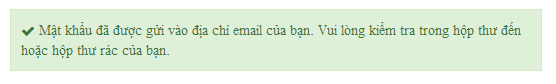 Mật khẩu đã được gửi vào địa chỉ email của bạn. Vui lòng kiểm tra trong hộp thư đến
hoặc hộp thư rác của bạn.